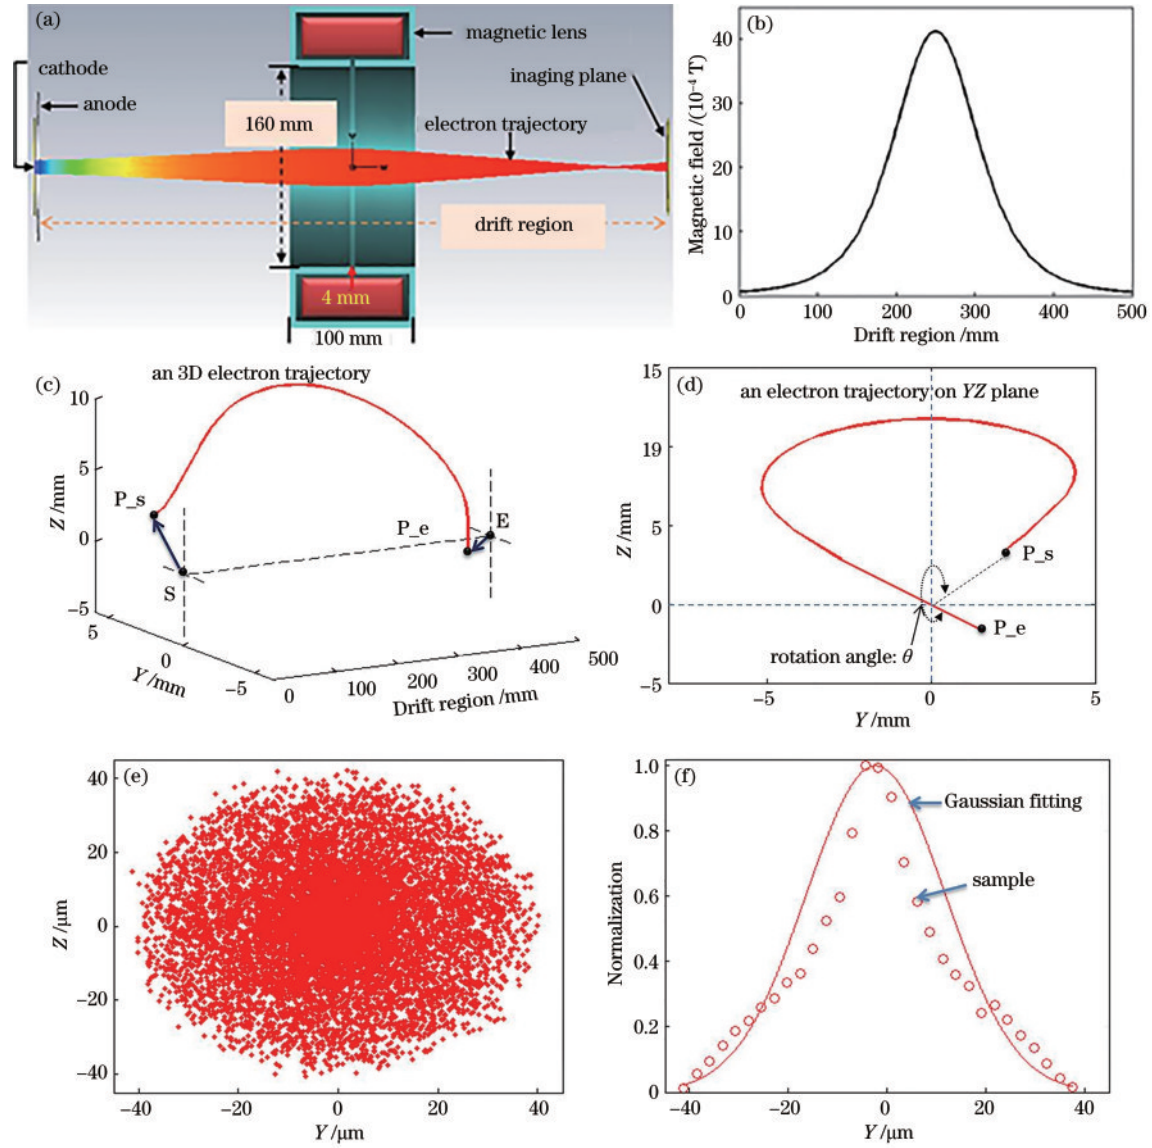 (a)
magnetic lens
cathode
inaging plane
anode
160 mm
electron trajectory
drift region
4 mm
100 mm
(b)
Magnetic field /(10⁻⁴ T)
40
30
20
10
0
0 100 200 300 400 500
Drift region /mm
(c)
an 3D electron trajectory
Z /mm
10
5
0
−5
P_s
P_e
E
S
5
0
−5
Y /mm
0 100 200 300 400 500
Drift region /mm
(d)
an electron trajectory on YZ plane
Z /mm
15
19
5
0
−5
P_s
P_e
rotation angle: θ
−5 0 5
Y /mm
(e)
Z /μm
40
20
0
−20
−40
−40 −20 0 20 40
Y /μm
(f)
Normalization
1.0
0.8
0.6
0.4
0.2
0
Gaussian fitting
sample
−40 −20 0 20 40
Y /μm